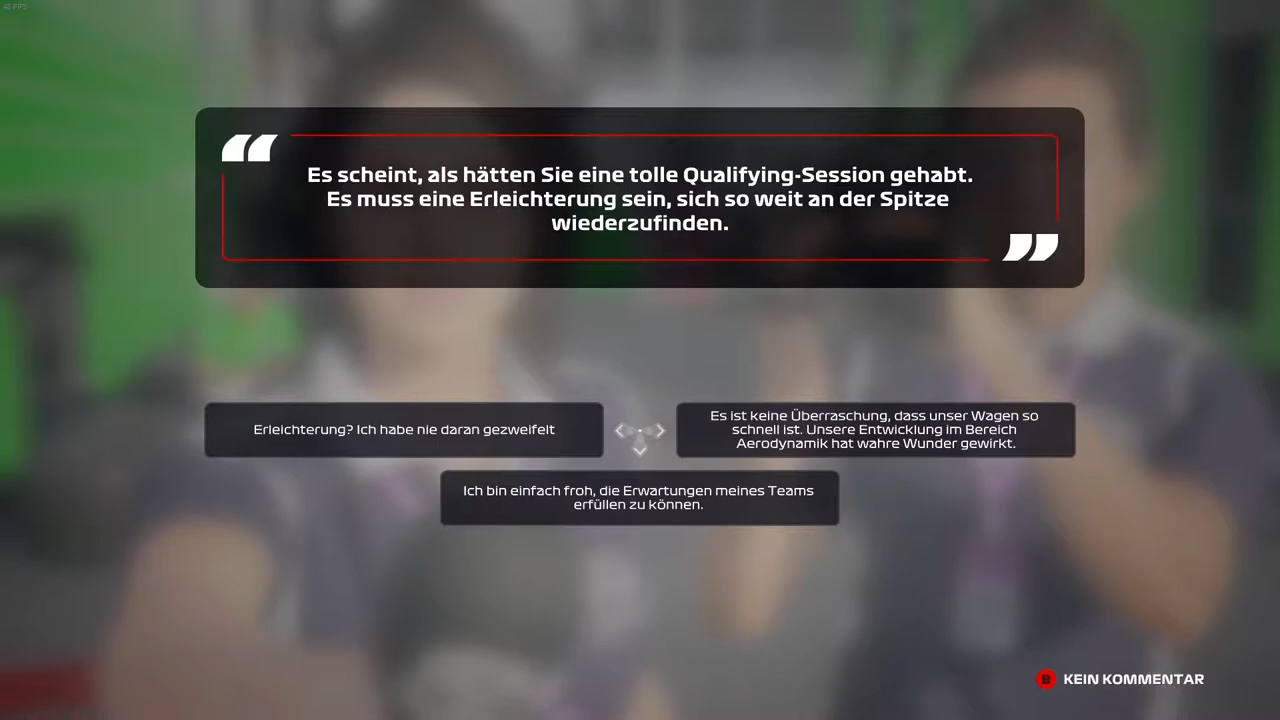 Es scheint, als hätten Sie eine tolle Qualifying-Session gehabt.
Es muss eine Erleichterung sein, sich so weit an der Spitze
wiederzufinden.
Erleichterung? Ich habe nie daran gezweifelt
Es ist keine Überraschung, dass unser Wagen so
schnell ist. Unsere Entwicklung im Bereich
Aerodynamik hat wahre Wunder gewirkt.
Ich bin einfach froh, die Erwartungen meines Teams
erfüllen zu können.
B KEIN KOMMENTAR